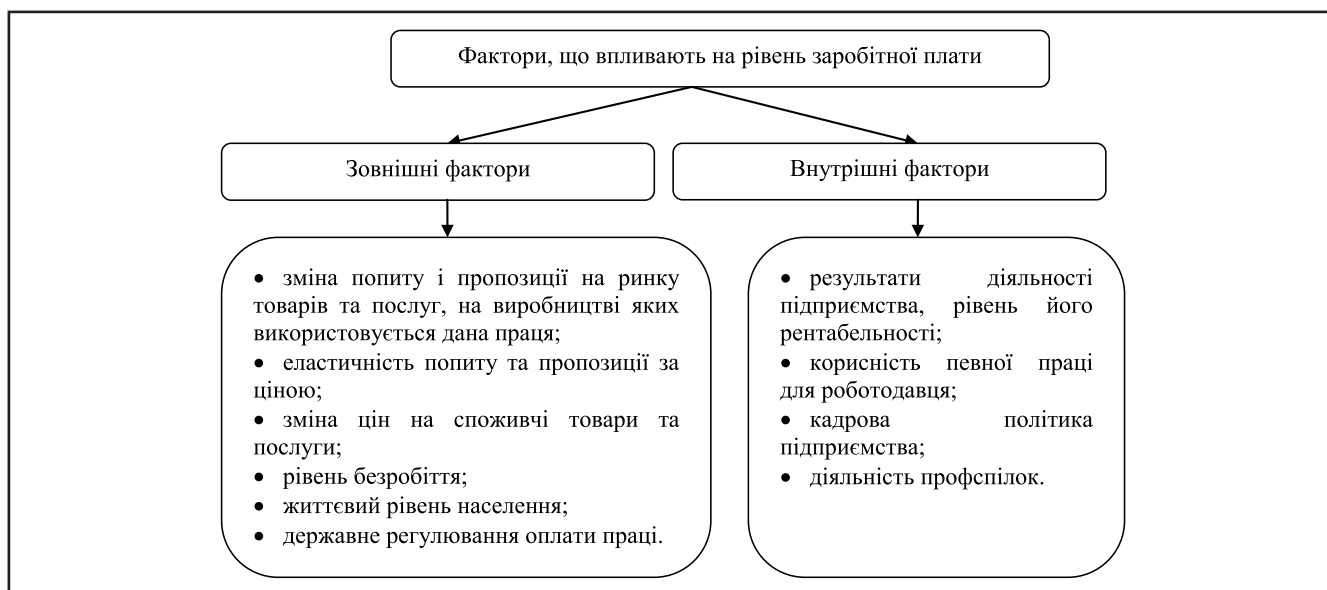 Фактори, що впливають на рівень заробітної плати
Зовнішні фактори
Внутрішні фактори
• зміна попиту і пропозиції на ринку
товарів та послуг, на виробництві яких
використовується дана праця;
• еластичність попиту та пропозиції за
ціною;
• зміна цін на споживчі товари та
послуги;
• рівень безробіття;
• життєвий рівень населення;
• державне регулювання оплати праці.
• результати діяльності
підприємства, рівень його
рентабельності;
• корисність певної праці
для роботодавця;
• кадрова політика
підприємства;
• діяльність профспілок.